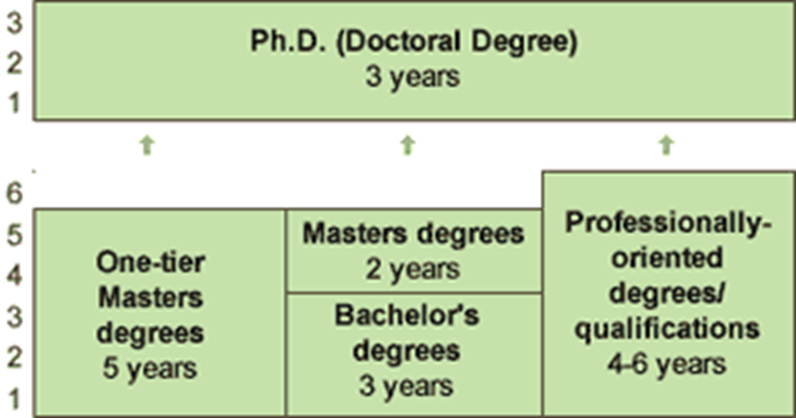 3
2
1
Ph.D. (Doctoral Degree)
3 years
6
5
4
3
2
1
One-tier
Masters
degrees
5 years
Masters degrees
2 years
Bachelor's
degrees
3 years
Professionally-
oriented
degrees/
qualifications
4-6 years